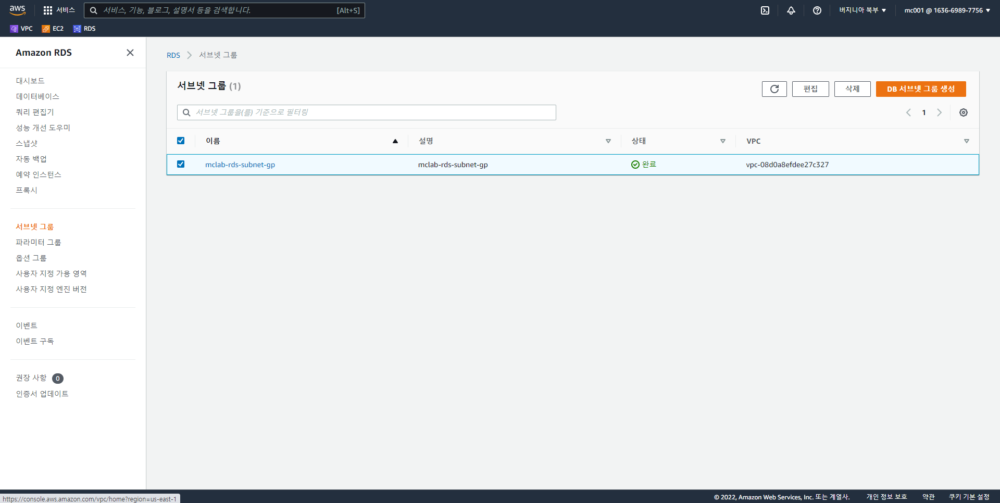 aws
서비스
서비스, 기능, 블로그, 설명서 등을 검색합니다.
[Alt+S]
버지니아 북부 ▼
mc001 @ 1636-6989-7756 ▼
VPC
EC2
RDS
Amazon RDS
대시보드
데이터베이스
쿼리 편집기
성능 개선 도우미
스냅샷
자동 백업
예약 인스턴스
프록시
서브넷 그룹
파라미터 그룹
옵션 그룹
사용자 지정 가용 영역
사용자 지정 엔진 버전
이벤트
이벤트 구독
권장 사항 0
인증서 업데이트
RDS > 서브넷 그룹
서브넷 그룹 (1)
편집
삭제
DB 서브넷 그룹 생성
서브넷 그룹을(를) 기준으로 필터링
1
이름
설명
상태
VPC
mclab-rds-subnet-gp
mclab-rds-subnet-gp
완료
vpc-08d0a8efdee27c327
https://console.aws.amazon.com/vpc/home?region=us-east-1
© 2022, Amazon Web Services, Inc. 또는 계열사.
개인 정보 보호
약관
쿠키 기본 설정